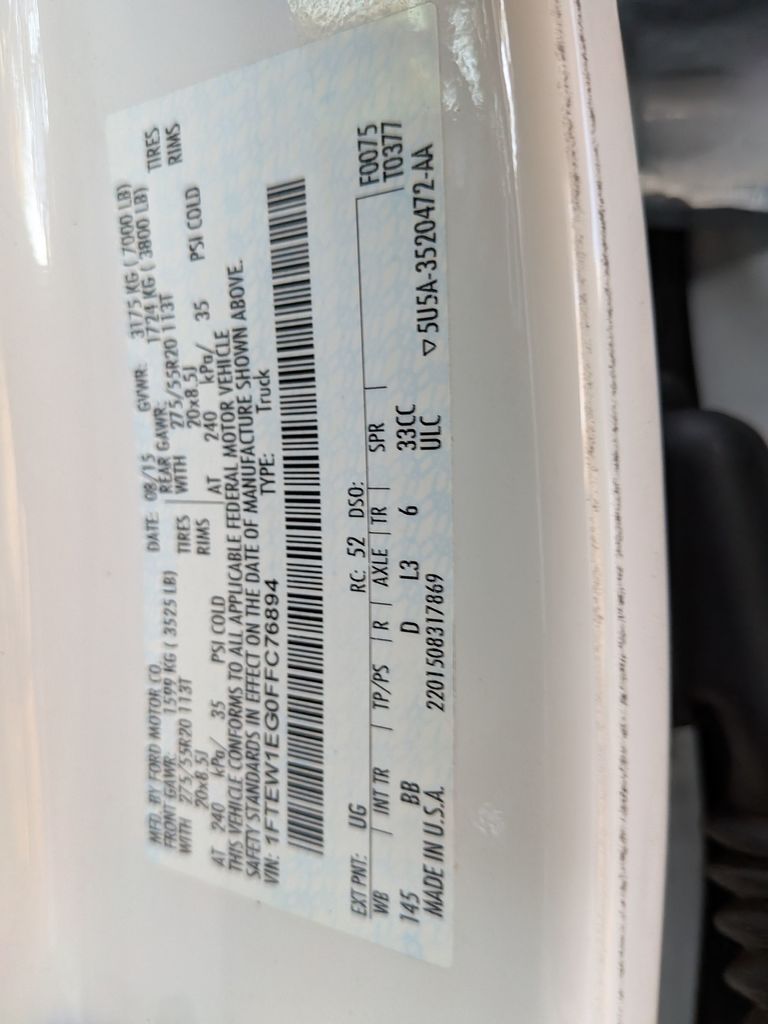 MFD. BY FORD MOTOR CO. DATE: 08/15 GVWR: 3175 KG ( 7000 LB)
FRONT GAWR: 1599 KG ( 3525 LB) REAR GAWR: 1724 KG ( 3800 LB)
WITH 275/55R20 113T TIRES WITH 275/55R20 113T TIRES
20x8.5J RIMS 20x8.5J RIMS
AT 240 kPa/ 35 PSI COLD AT 240 kPa/ 35 PSI COLD
THIS VEHICLE CONFORMS TO ALL APPLICABLE FEDERAL MOTOR VEHICLE
SAFETY STANDARDS IN EFFECT ON THE DATE OF MANUFACTURE SHOWN ABOVE.
VIN: 1FTEW1EG0FFC76894 TYPE: Truck
EXT PNT: UG RC: 52 DSO: F0075
WB INT TR TP/PS R AXLE TR SPR T0377
145 BB D L3 6 33CC
ULC
MADE IN U.S.A. 2201508317869 ▽5U5A-3520472-AA